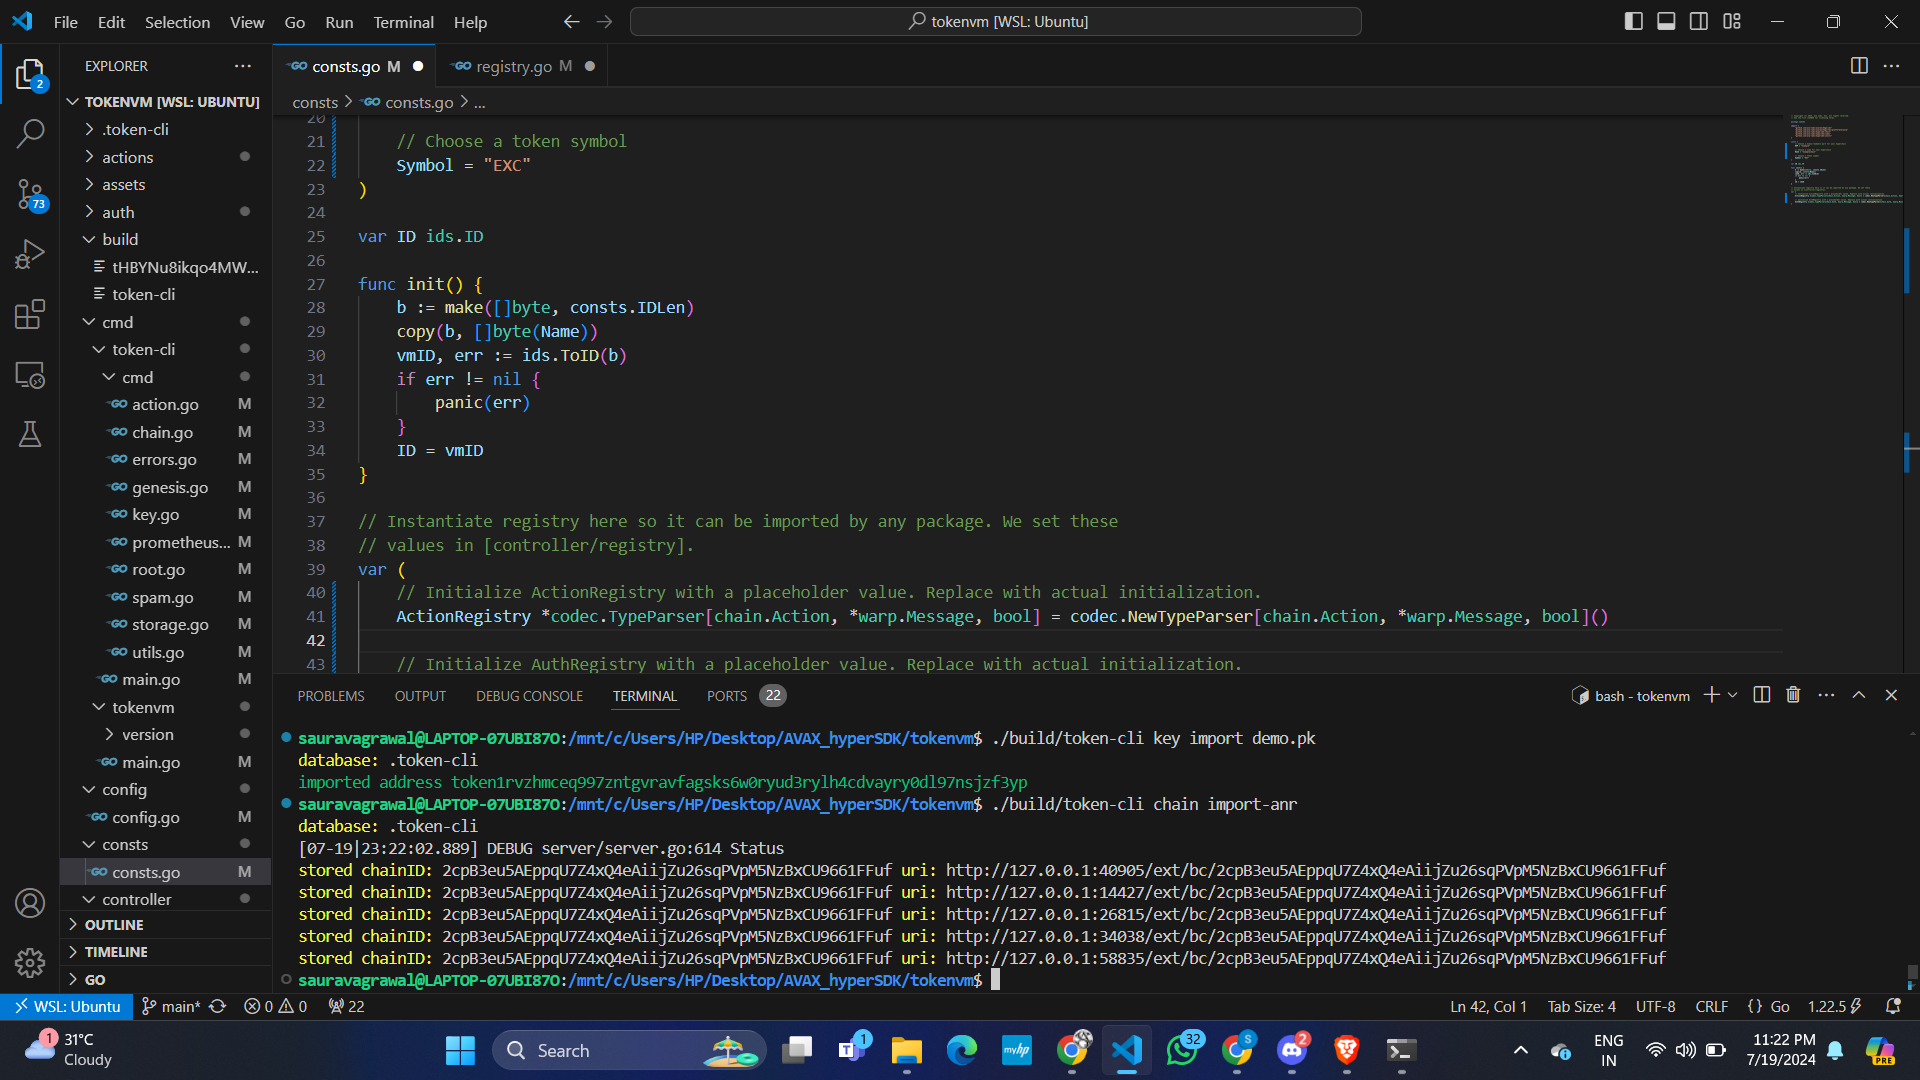 File Edit Selection View Go Run Terminal Help
tokenvm [WSL: Ubuntu]
EXPLORER
2
73
TOKENVM [WSL: UBUNTU]
.token-cli
actions
assets
auth
build
tHBYNu8ikqo4MW...
token-cli
cmd
token-cli
cmd
action.go M
chain.go M
errors.go M
genesis.go M
key.go M
prometheus... M
root.go M
spam.go M
storage.go M
utils.go M
main.go M
tokenvm
version
main.go M
config
config.go M
consts
consts.go M
controller
OUTLINE
TIMELINE
GO
consts.go M
registry.go M
consts > consts.go > ...
20
21 // Choose a token symbol
22 Symbol = "EXC"
23 )
24
25 var ID ids.ID
26
27 func init() {
28 b := make([]byte, consts.IDLen)
29 copy(b, []byte(Name))
30 vmID, err := ids.ToID(b)
31 if err != nil {
32 panic(err)
33 }
34 ID = vmID
35 }
36
37 // Instantiate registry here so it can be imported by any package. We set these
38 // values in [controller/registry].
39 var (
40 // Initialize ActionRegistry with a placeholder value. Replace with actual initialization.
41 ActionRegistry *codec.TypeParser[chain.Action, *warp.Message, bool] = codec.NewTypeParser[chain.Action, *warp.Message, bool]()
42
43 // Initialize AuthRegistry with a placeholder value. Replace with actual initialization.
PROBLEMS OUTPUT DEBUG CONSOLE TERMINAL PORTS 22
bash - tokenvm
sauravagrawal@LAPTOP-07UBI87O:/mnt/c/Users/HP/Desktop/AVAX_hyperSDK/tokenvm$ ./build/token-cli key import demo.pk
database: .token-cli
imported address token1rvzhmceq997zntgvravfagsks6w0ryud3rylh4cdvayry0dl97nsjzf3yp
sauravagrawal@LAPTOP-07UBI87O:/mnt/c/Users/HP/Desktop/AVAX_hyperSDK/tokenvm$ ./build/token-cli chain import-anr
database: .token-cli
[07-19|23:22:02.889] DEBUG server/server.go:614 Status
stored chainID: 2cpB3eu5AEppqU7Z4xQ4eAiijZu26sqPVpM5NzBxCU9661FFuf uri: http://127.0.0.1:40905/ext/bc/2cpB3eu5AEppqU7Z4xQ4eAiijZu26sqPVpM5NzBxCU9661FFuf
stored chainID: 2cpB3eu5AEppqU7Z4xQ4eAiijZu26sqPVpM5NzBxCU9661FFuf uri: http://127.0.0.1:14427/ext/bc/2cpB3eu5AEppqU7Z4xQ4eAiijZu26sqPVpM5NzBxCU9661FFuf
stored chainID: 2cpB3eu5AEppqU7Z4xQ4eAiijZu26sqPVpM5NzBxCU9661FFuf uri: http://127.0.0.1:26815/ext/bc/2cpB3eu5AEppqU7Z4xQ4eAiijZu26sqPVpM5NzBxCU9661FFuf
stored chainID: 2cpB3eu5AEppqU7Z4xQ4eAiijZu26sqPVpM5NzBxCU9661FFuf uri: http://127.0.0.1:34038/ext/bc/2cpB3eu5AEppqU7Z4xQ4eAiijZu26sqPVpM5NzBxCU9661FFuf
stored chainID: 2cpB3eu5AEppqU7Z4xQ4eAiijZu26sqPVpM5NzBxCU9661FFuf uri: http://127.0.0.1:58835/ext/bc/2cpB3eu5AEppqU7Z4xQ4eAiijZu26sqPVpM5NzBxCU9661FFuf
sauravagrawal@LAPTOP-07UBI87O:/mnt/c/Users/HP/Desktop/AVAX_hyperSDK/tokenvm$
WSL: Ubuntu main* 0 0 22
Ln 42, Col 1 Tab Size: 4 UTF-8 CRLF {} Go 1.22.5
1 31°C
Cloudy
Search
1
myhp
32
S
2
ENG
IN
11:22 PM
7/19/2024
PRE